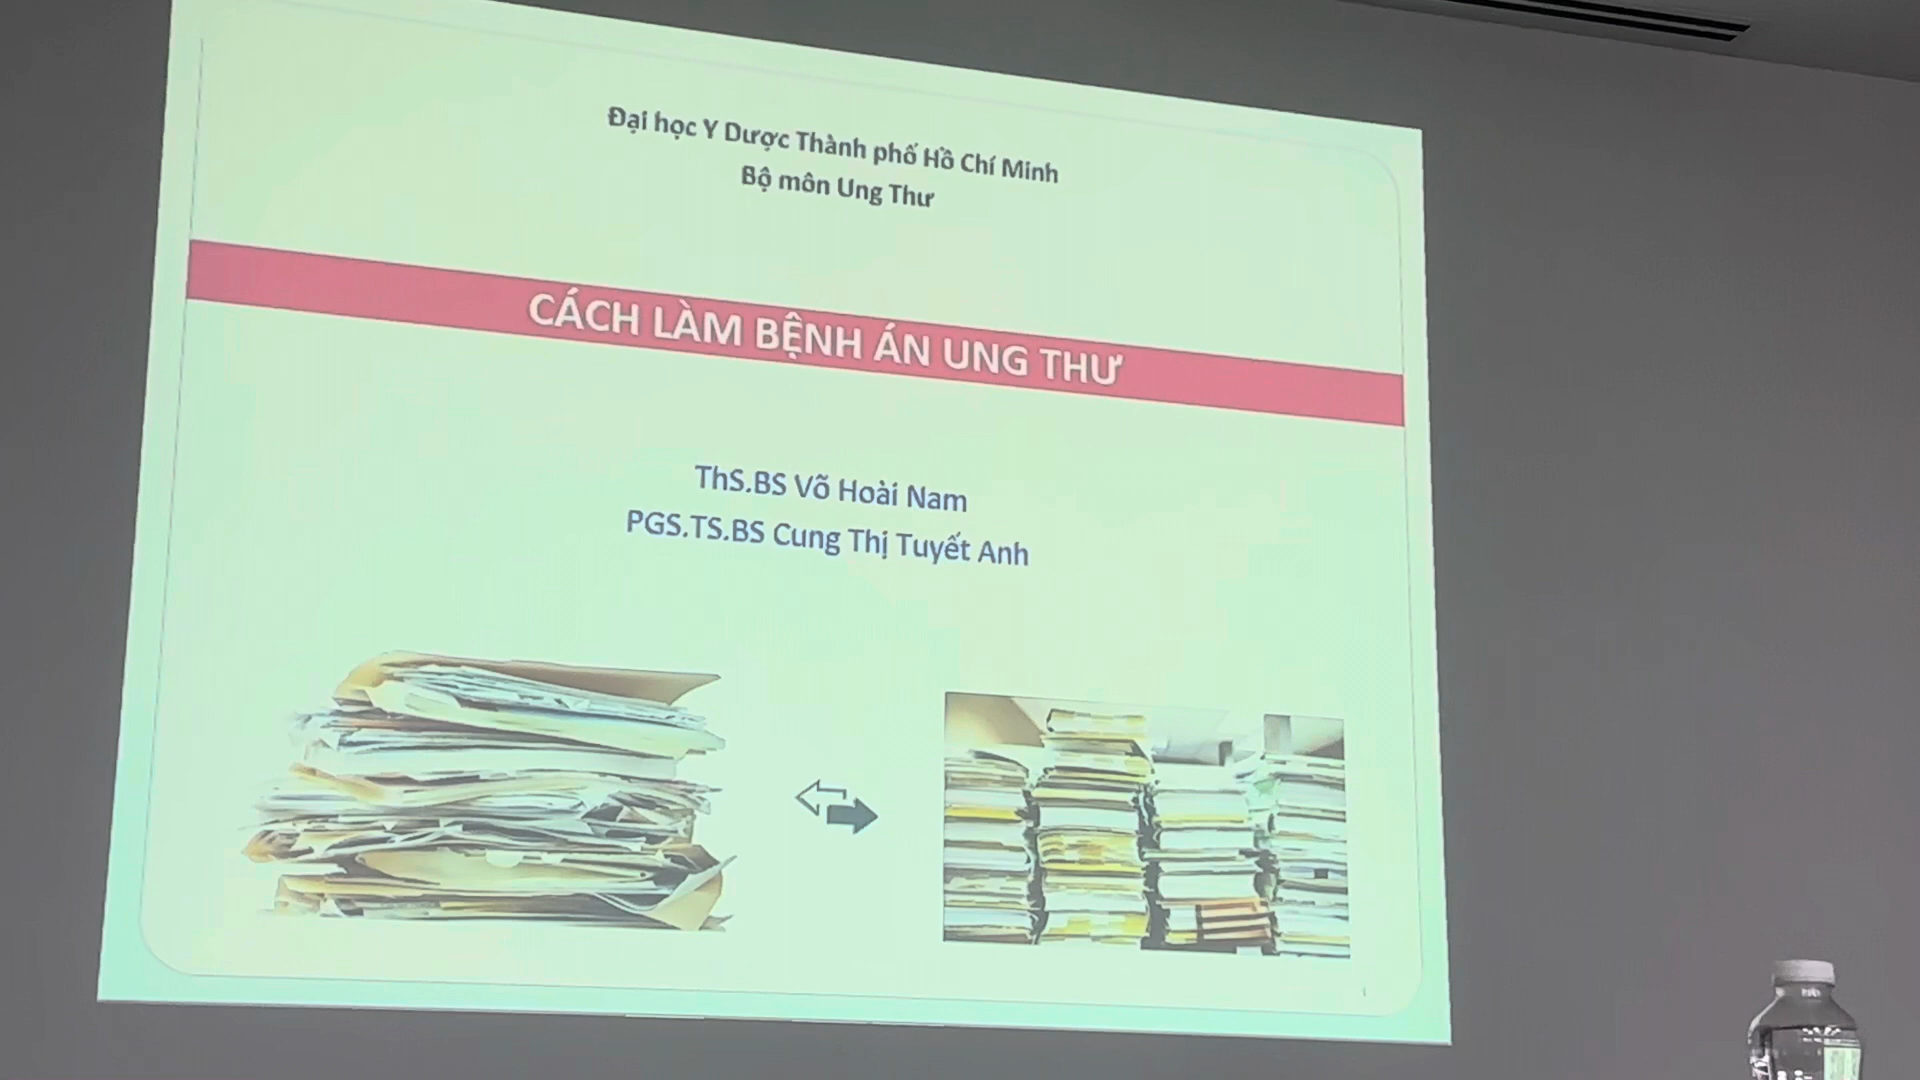 Đại học Y Dược Thành phố Hồ Chí Minh
Bộ môn Ung Thư
CÁCH LÀM BỆNH ÁN UNG THƯ
ThS.BS Võ Hoài Nam
PGS.TS.BS Cung Thị Tuyết Anh
1